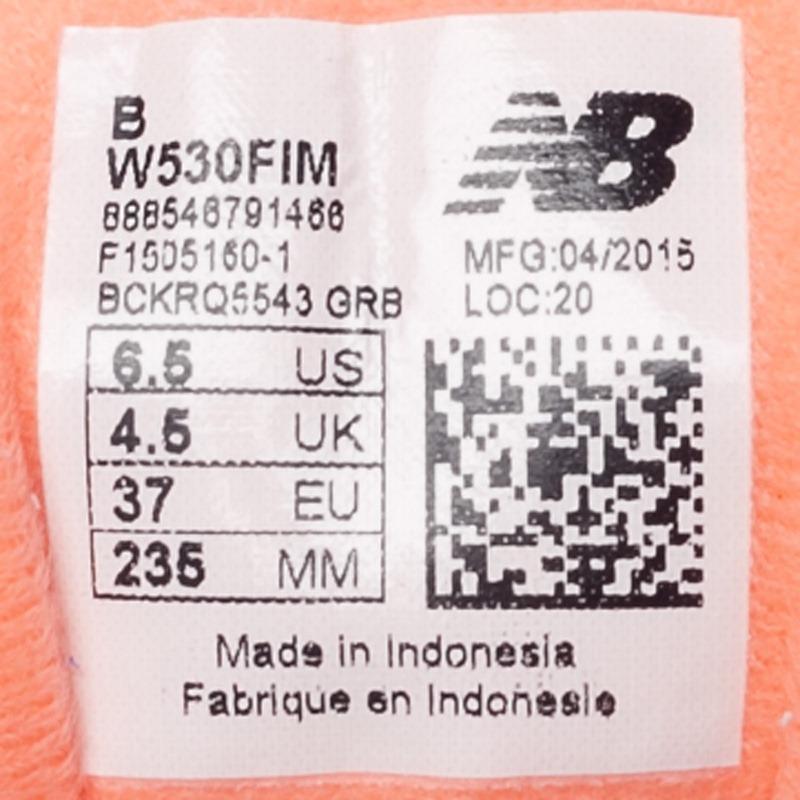 B
W530FIM
888546791466
F1505160-1
BCKRQ5543 GRB
NB
MFG:04/2015
LOC:20
6.5 US
4.5 UK
37 EU
235 MM
Made in Indonesia
Fabrique en Indonesie